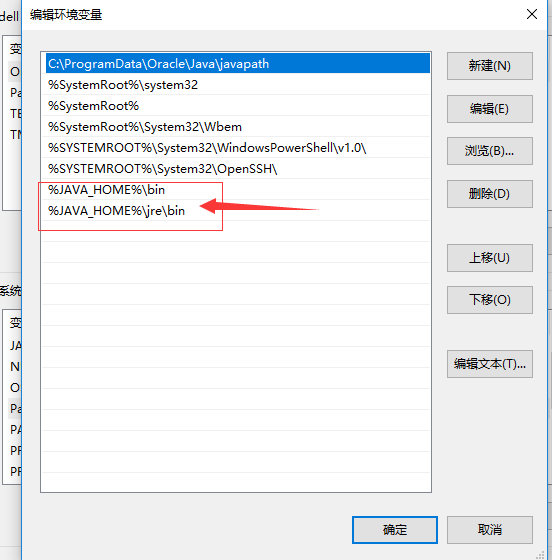 编辑环境变量
dell
C:\ProgramData\Oracle\Java\javapath
%SystemRoot%\system32
%SystemRoot%
%SystemRoot%\System32\Wbem
%SYSTEMROOT%\System32\WindowsPowerShell\v1.0\
%SYSTEMROOT%\System32\OpenSSH\
%JAVA_HOME%\bin
%JAVA_HOME%\jre\bin
新建(N)
编辑(E)
浏览(B)...
删除(D)
上移(U)
下移(O)
编辑文本(T)...
变
O
Pa
TE
TN
系统
变
JA
N
O
Pa
PA
PF
PF
确定
取消